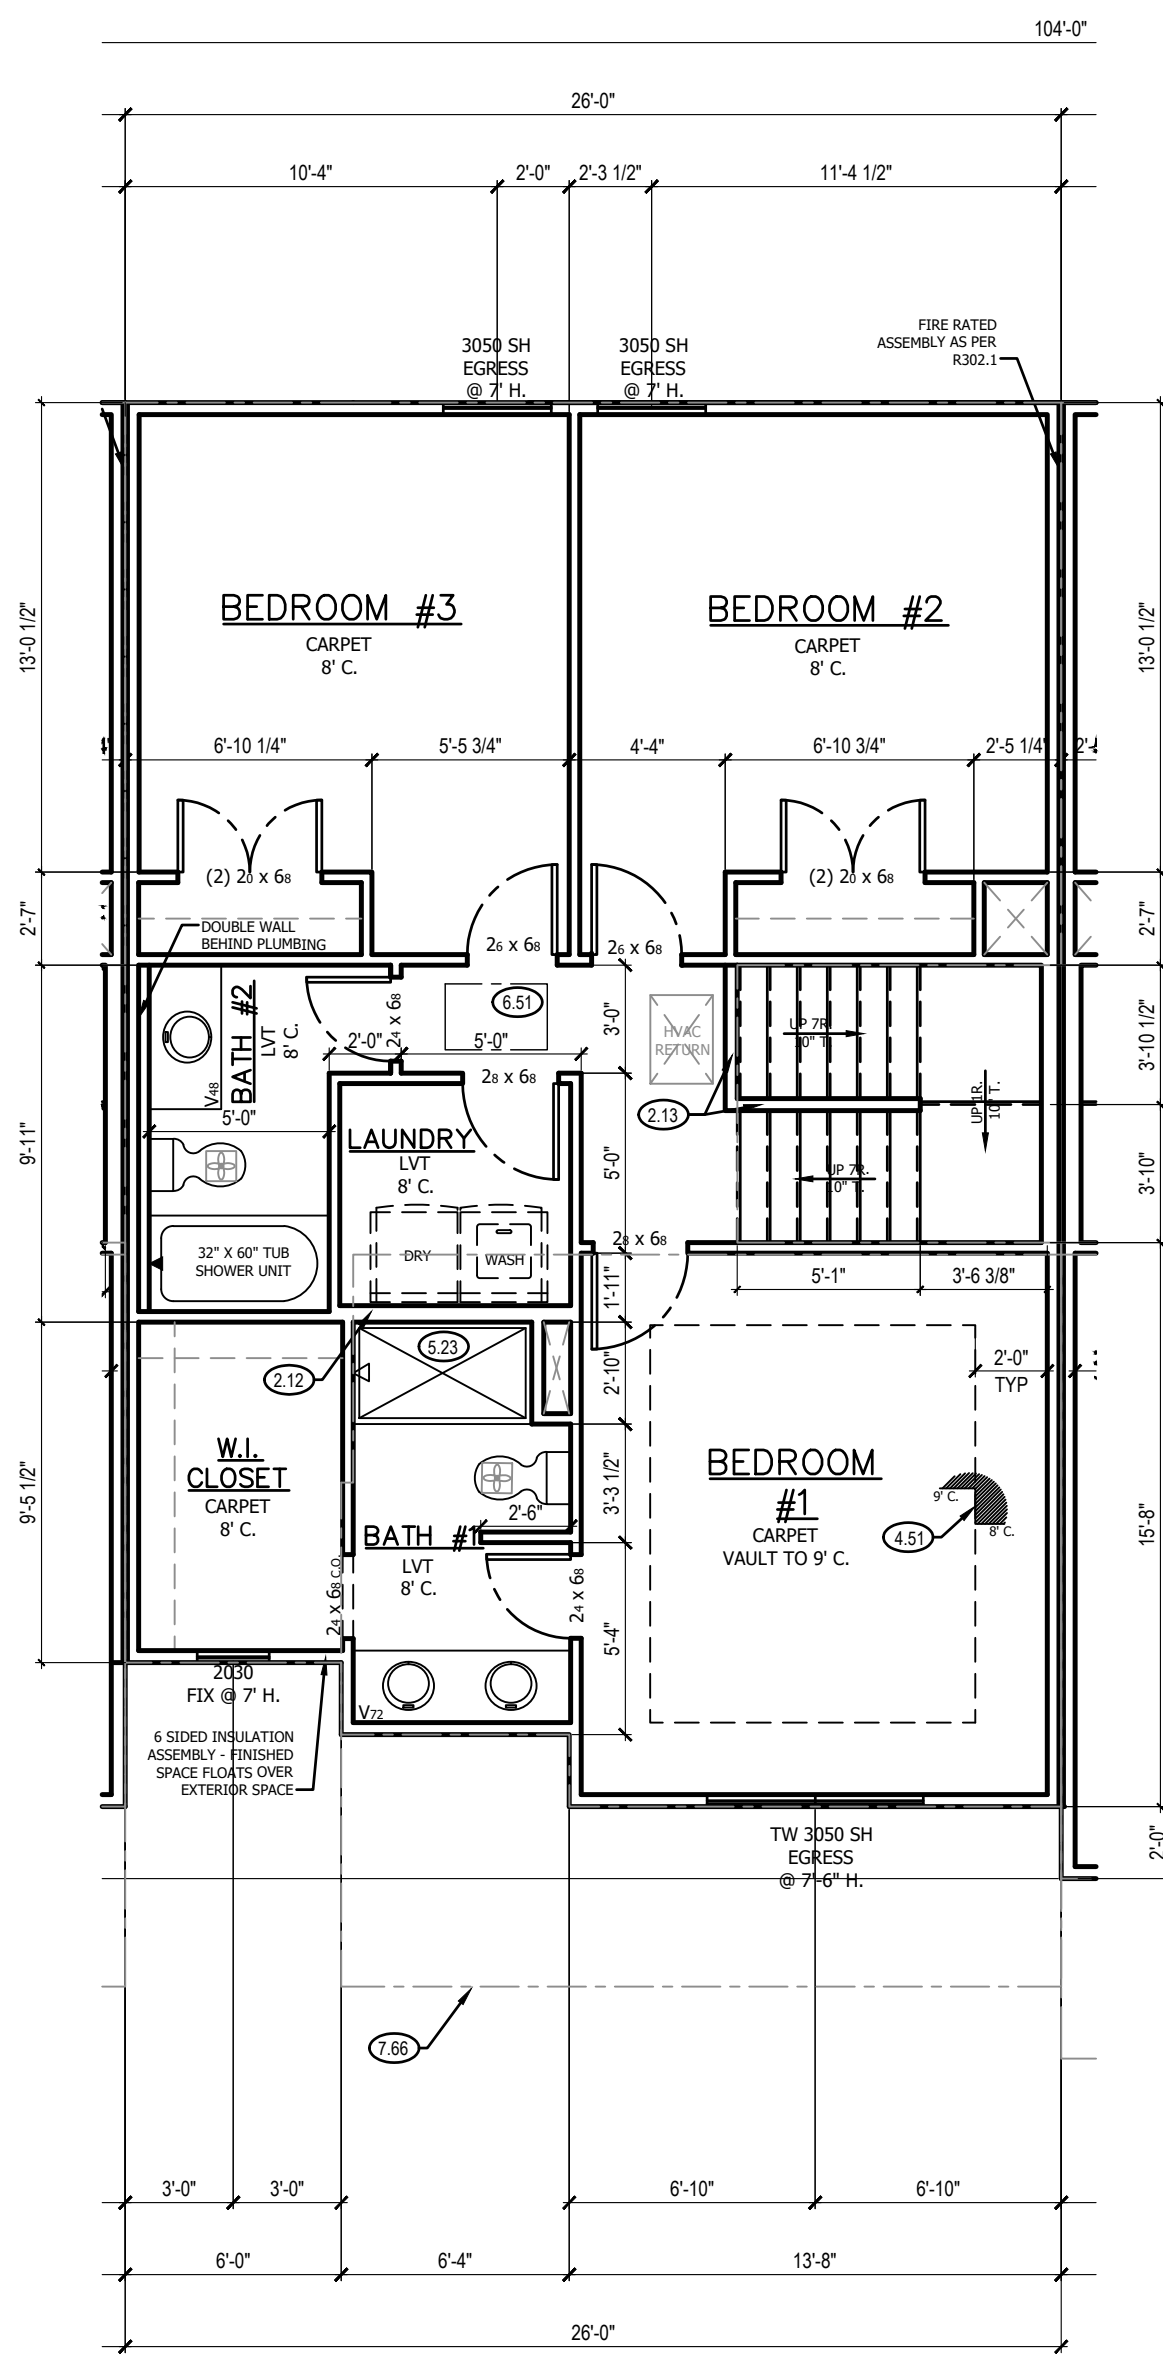 104'-0"
26'-0"
10'-4"
2'-0"
2'-3 1/2"
11'-4 1/2"
FIRE RATED
ASSEMBLY AS PER
R302.1
3050 SH
EGRESS
@ 7' H.
3050 SH
EGRESS
@ 7' H.
13'-0 1/2"
BEDROOM #3
CARPET
8' C.
BEDROOM #2
CARPET
8' C.
13'-0 1/2"
6'-10 1/4"
5'-5 3/4"
4'-4"
6'-10 3/4"
2'-5 1/4"
(2) 20 x 68
(2) 20 x 68
2'-7"
DOUBLE WALL
BEHIND PLUMBING
26 x 68
26 x 68
2'-7"
BATH #2
LVT
8' C.
24 x 68
6.51
3'-0"
HVAC
RETURN
UP 7R.
10" T.
3'-10 1/2"
2'-0"
5'-0"
28 x 68
V48
5'-0"
2.13
UP 1R.
10" T.
9'-11"
LAUNDRY
LVT
8' C.
5'-0"
UP 7R.
10" T.
3'-10"
32" X 60" TUB
SHOWER UNIT
DRY
WASH
28 x 68
1'-11"
5'-1"
3'-6 3/8"
5.23
2.12
2'-10"
2'-0"
TYP
9'-5 1/2"
W.I.
CLOSET
CARPET
8' C.
3'-3 1/2"
2'-6"
BEDROOM
#1
CARPET
VAULT TO 9' C.
9' C.
8' C.
4.51
15'-8"
BATH #1
LVT
8' C.
24 x 68 C.O.
24 x 68
5'-4"
2030
FIX @ 7' H.
V72
6 SIDED INSULATION
ASSEMBLY - FINISHED
SPACE FLOATS OVER
EXTERIOR SPACE
TW 3050 SH
EGRESS
@ 7'-6" H.
2'-0"
7.66
3'-0"
3'-0"
6'-10"
6'-10"
6'-0"
6'-4"
13'-8"
26'-0"